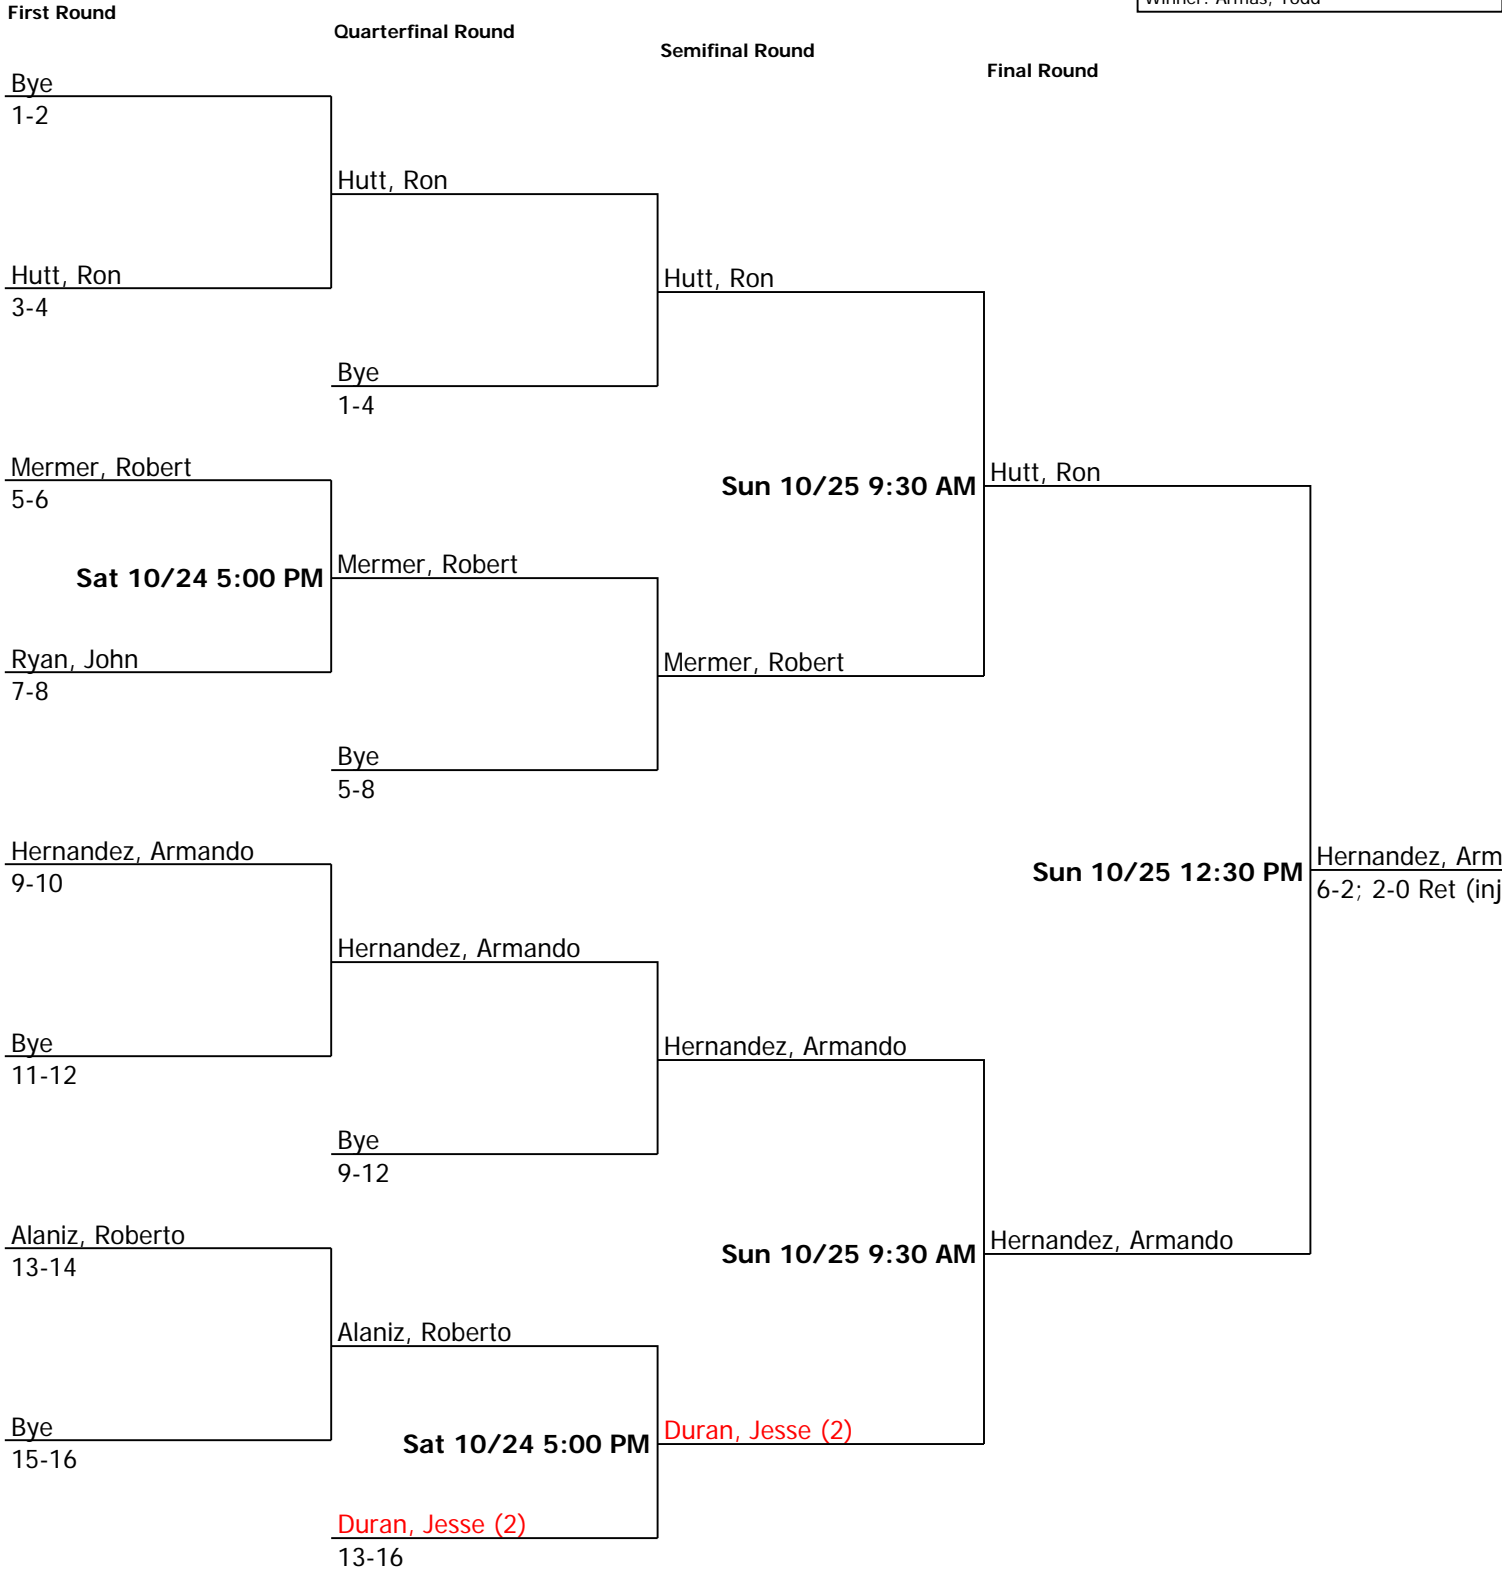 Winner: Armas, Todd
First Round
Quarterfinal Round
Semifinal Round
Final Round
Bye
1-2
Hutt, Ron
Hutt, Ron
3-4
Hutt, Ron
Bye
1-4
Mermer, Robert
5-6
Sun 10/25 9:30 AM
Hutt, Ron
Sat 10/24 5:00 PM
Mermer, Robert
Ryan, John
7-8
Mermer, Robert
Bye
5-8
Hernandez, Armando
9-10
Sun 10/25 12:30 PM
Hernandez, Arm
6-2; 2-0 Ret (inj
Hernandez, Armando
Bye
11-12
Hernandez, Armando
Bye
9-12
Alaniz, Roberto
13-14
Sun 10/25 9:30 AM
Hernandez, Armando
Alaniz, Roberto
Bye
15-16
Sat 10/24 5:00 PM
Duran, Jesse (2)
Duran, Jesse (2)
13-16